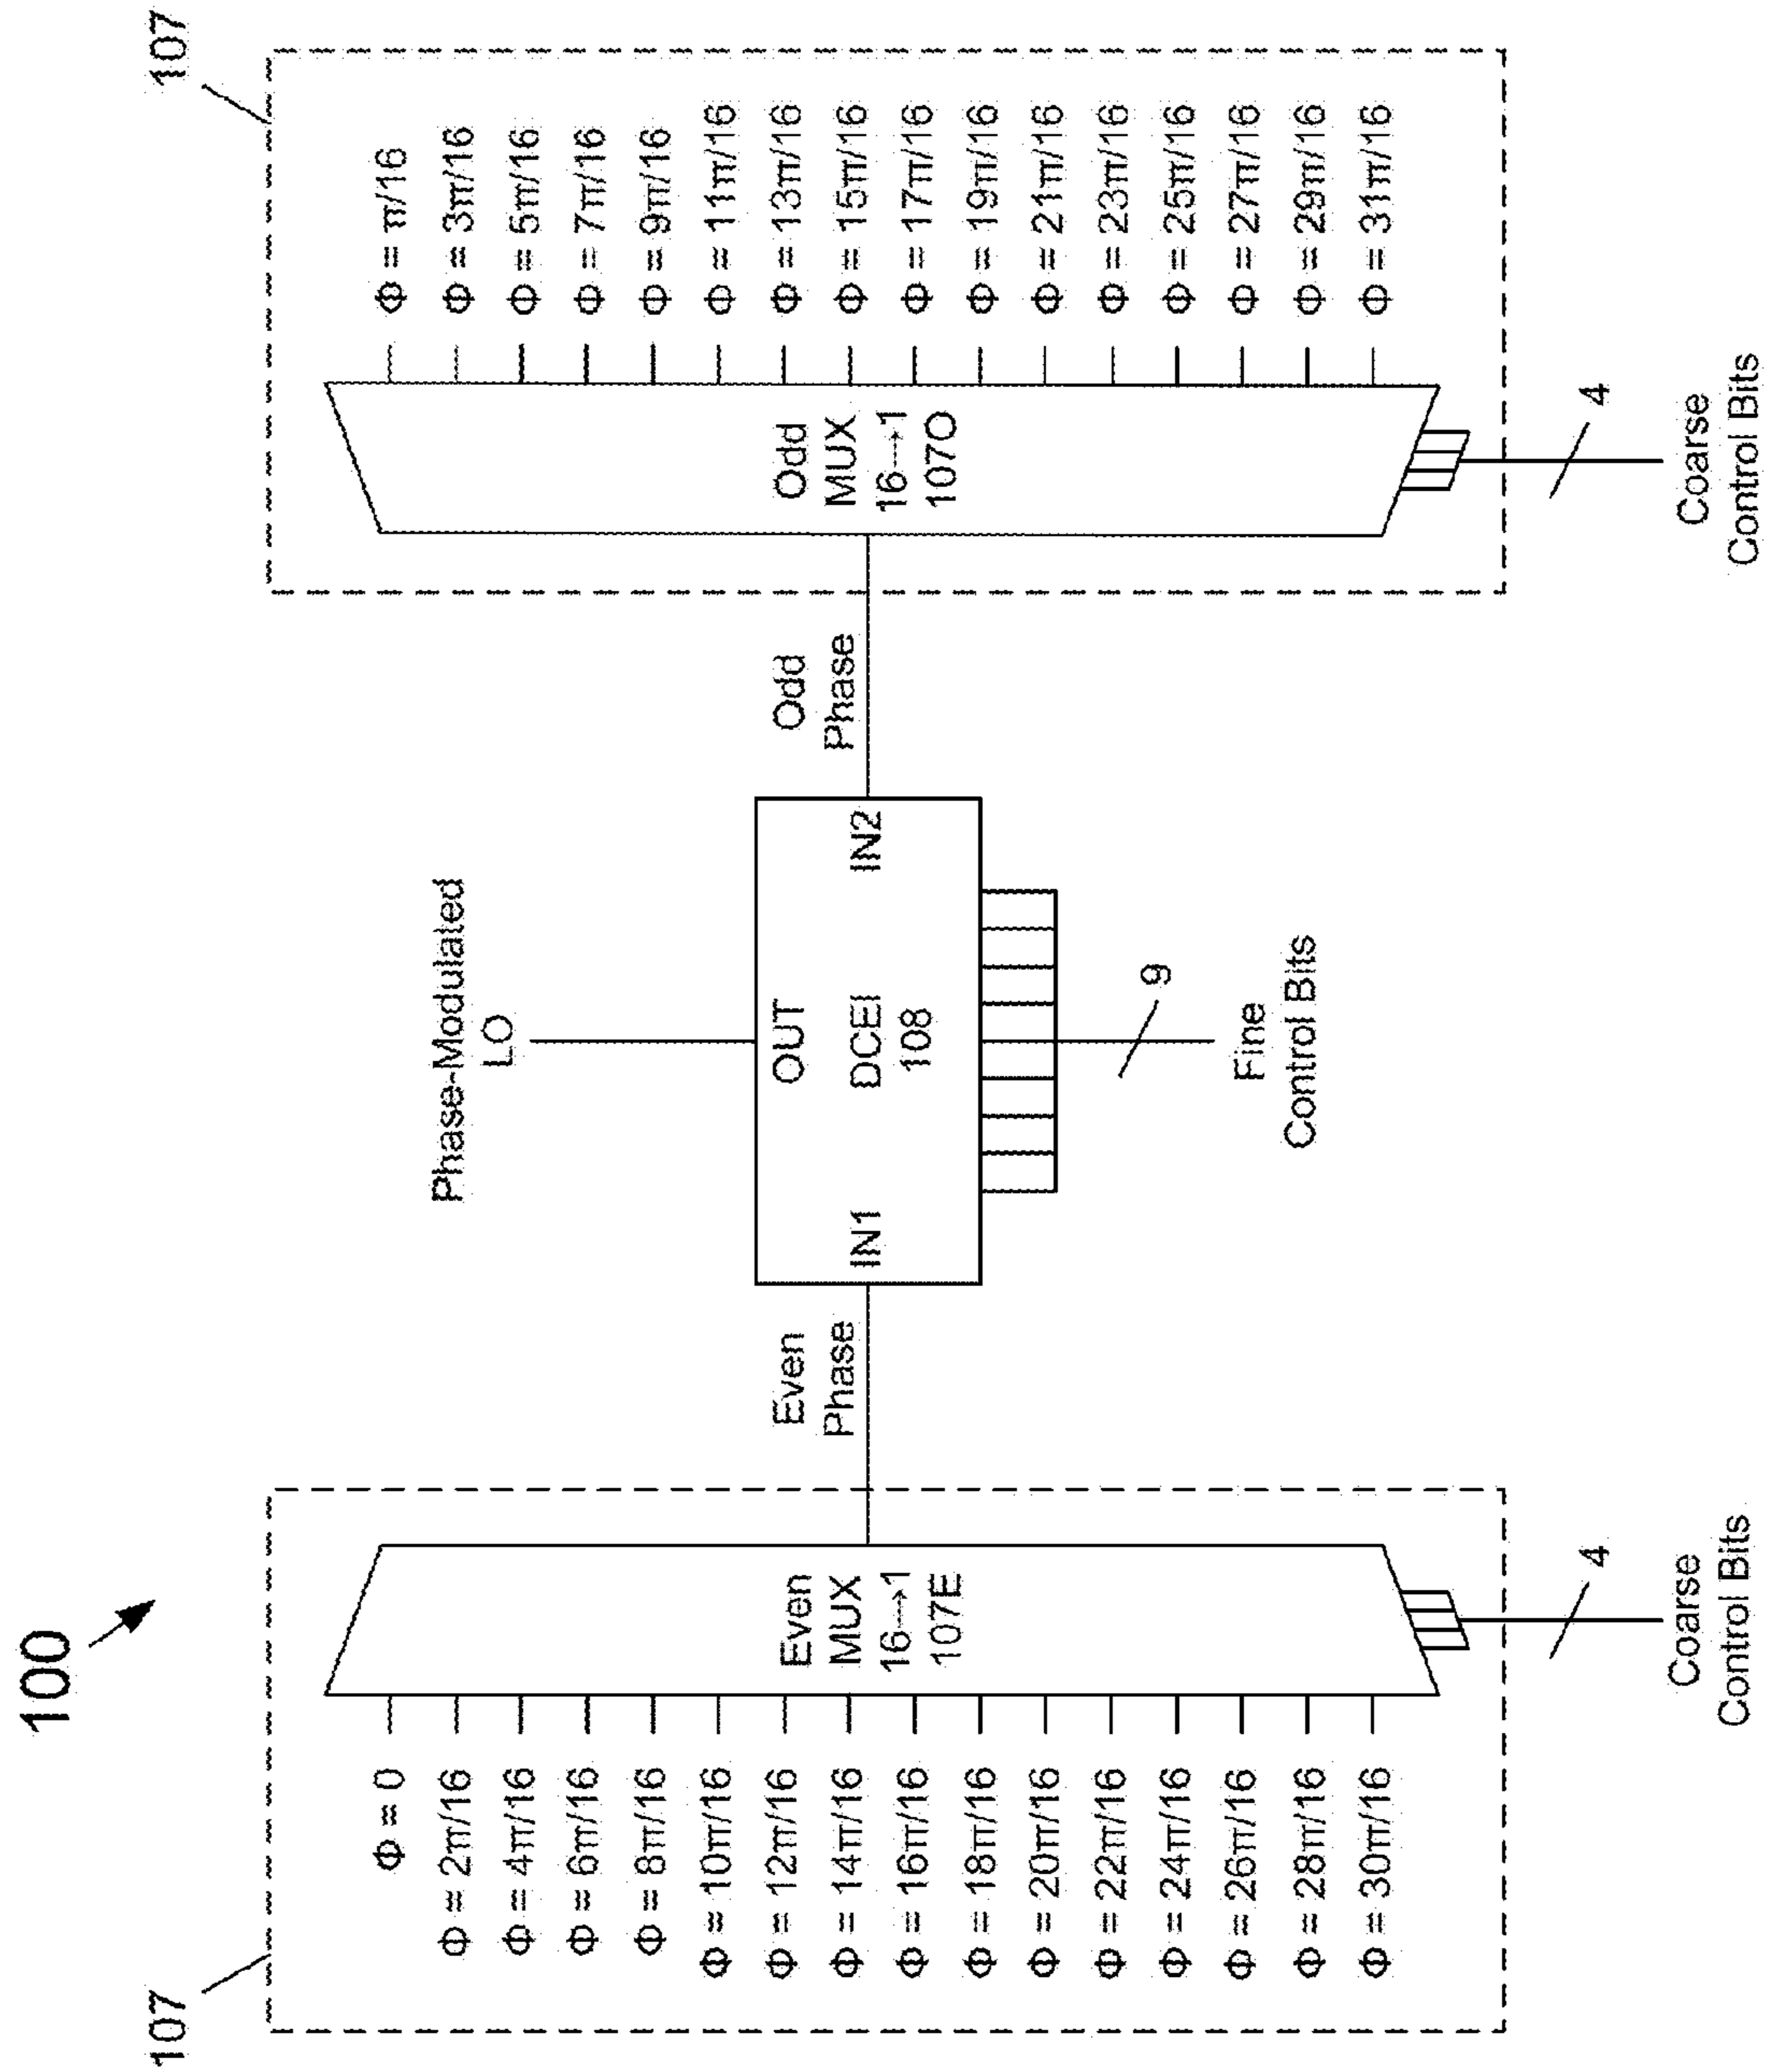 100
107
Φ = 0
Φ = 2π/16
Φ = 4π/16
Φ = 6π/16
Φ = 8π/16
Φ = 10π/16
Φ = 12π/16
Φ = 14π/16
Φ = 16π/16
Φ = 18π/16
Φ = 20π/16
Φ = 22π/16
Φ = 24π/16
Φ = 26π/16
Φ = 28π/16
Φ = 30π/16
Even
MUX
16→1
107E
4
Coarse
Control Bits
Even
Phase
Phase-Modulated
LO
OUT
IN1
DCEI
IN2
108
9
Fine
Control Bits
Odd
Phase
107
Odd
MUX
16→1
107O
Φ = π/16
Φ = 3π/16
Φ = 5π/16
Φ = 7π/16
Φ = 9π/16
Φ = 11π/16
Φ = 13π/16
Φ = 15π/16
Φ = 17π/16
Φ = 19π/16
Φ = 21π/16
Φ = 23π/16
Φ = 25π/16
Φ = 27π/16
Φ = 29π/16
Φ = 31π/16
4
Coarse
Control Bits